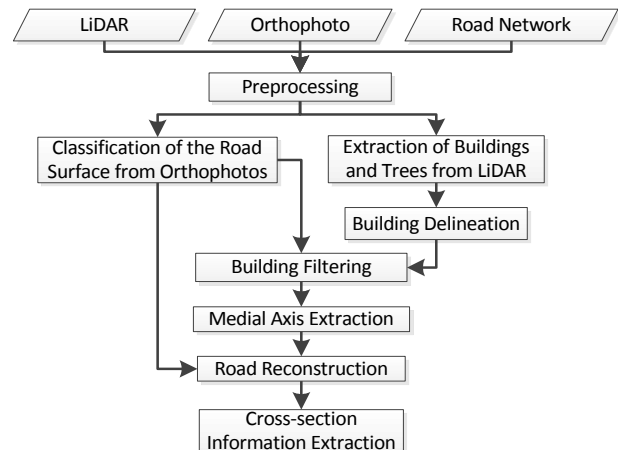 LiDAR
Orthophoto
Road Network
Preprocessing
Classification of the Road
Surface from Orthophotos
Extraction of Buildings
and Trees from LiDAR
Building Delineation
Building Filtering
Medial Axis Extraction
Road Reconstruction
Cross-section
Information Extraction